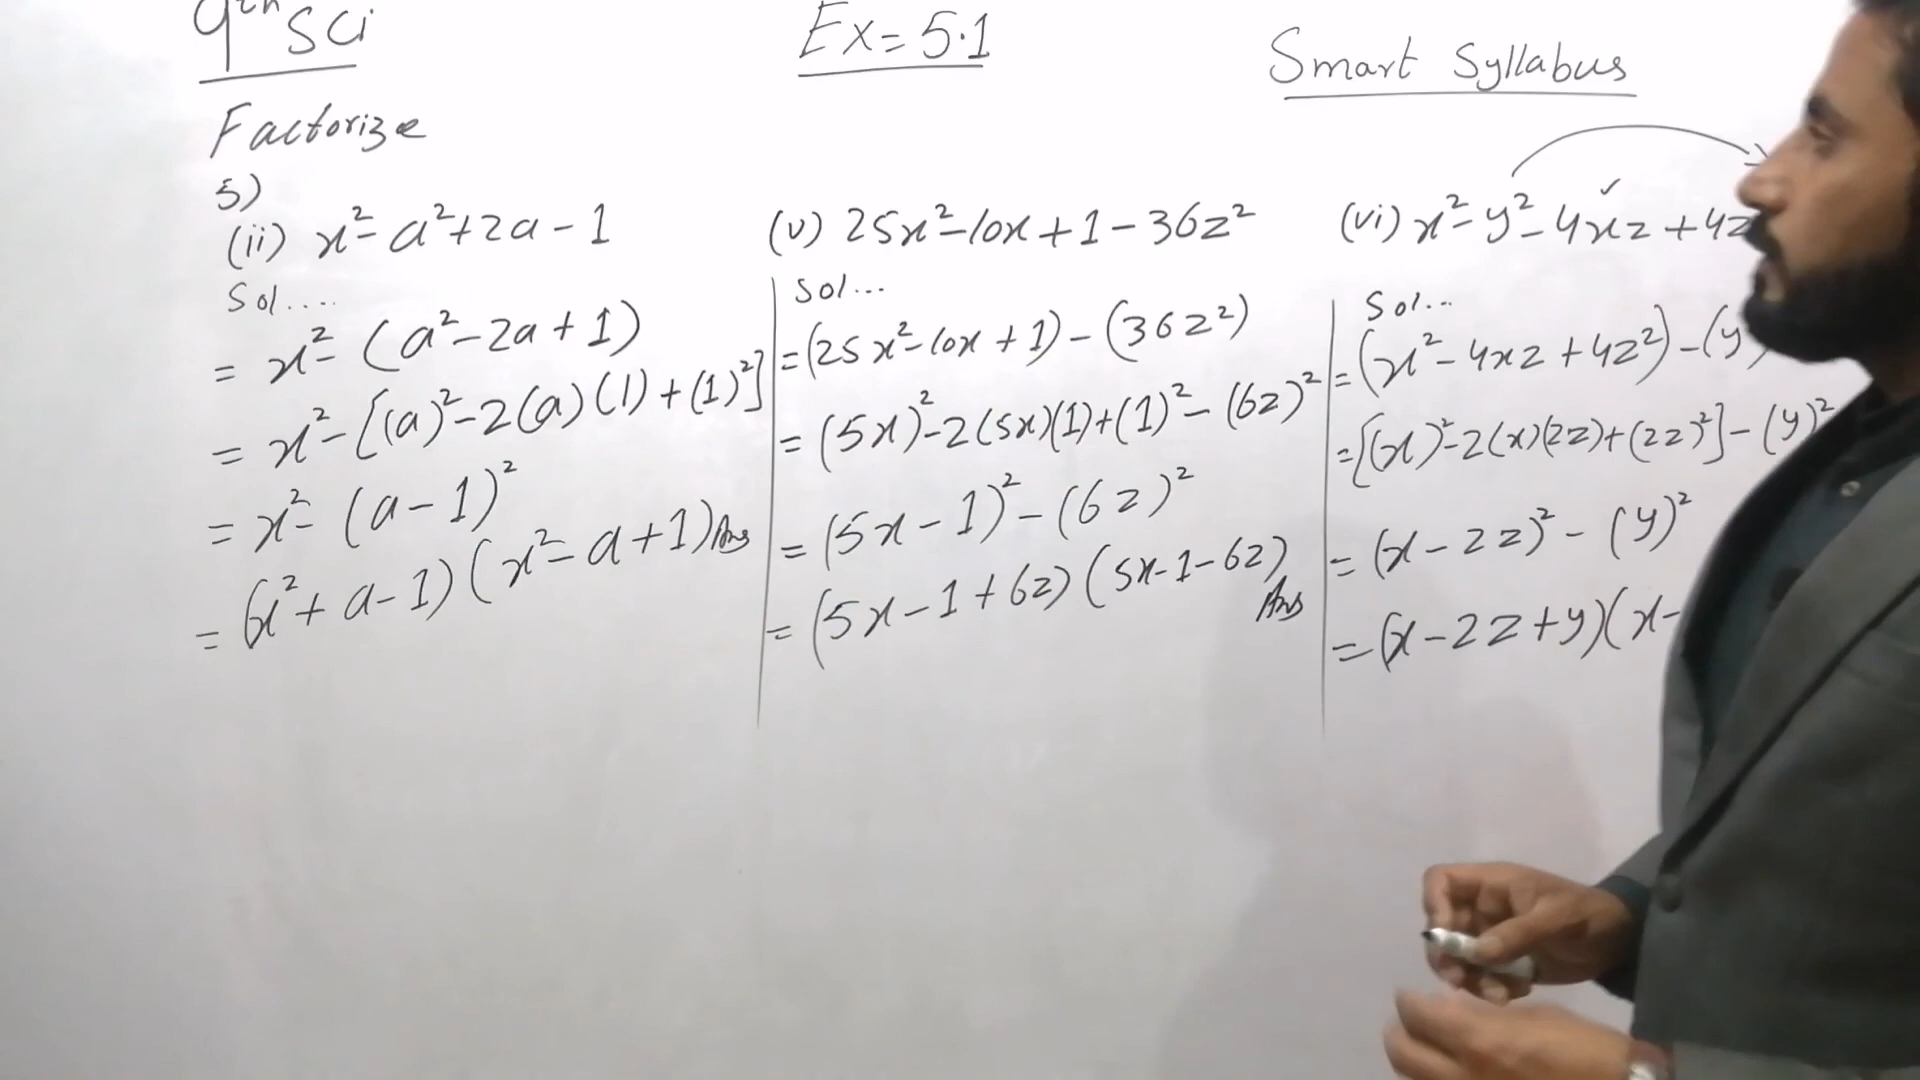 9th Sci
Ex = 5.1
Smart Syllabus
Factorize
5)
(ii) x² - a² + 2a - 1
Sol....
= x² - (a² - 2a + 1)
= x² - [(a)² - 2(a)(1) + (1)²]
= x² - (a - 1)²
= (x² + a - 1)(x² - a + 1) Ans
(v) 25x² - 10x + 1 - 36z²
Sol...
= (25x² - 10x + 1) - (36z²)
= (5x)² - 2(5x)(1) + (1)² - (6z)²
= (5x - 1)² - (6z)²
= (5x - 1 + 6z)(5x - 1 - 6z)
Ans
(vi) x² - y² - 4xz + 4z
Sol...
= (x² - 4xz + 4z²) - (y
= [(x)² - 2(x)(2z) + (2z)²] - (y)²
= (x - 2z)² - (y)²
= (x - 2z + y)(x -